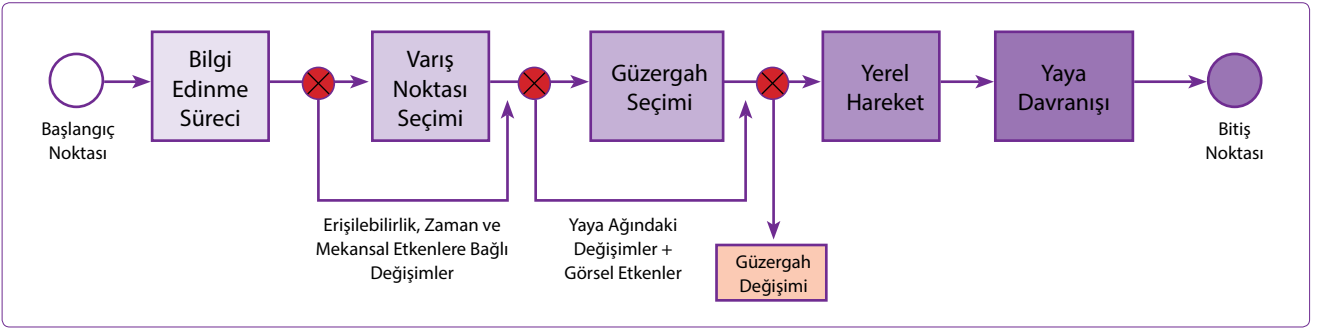 Başlangıç
Noktası
Bilgi
Edinme
Süreci
Varış
Noktası
Seçimi
Güzergah
Seçimi
Yerel
Hareket
Yaya
Davranışı
Bitiş
Noktası
Erişilebilirlik, Zaman ve
Mekansal Etkenlere Bağlı
Değişimler
Yaya Ağındaki
Değişimler +
Görsel Etkenler
Güzergah
Değişimi